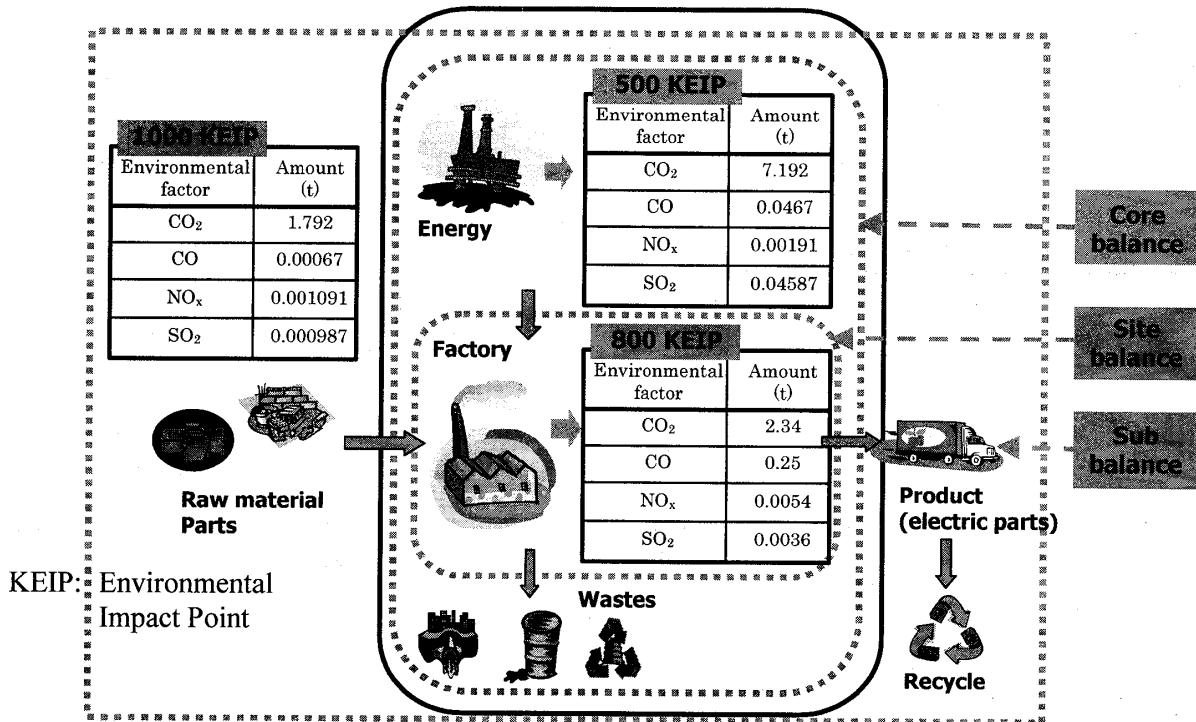 500 KEIP
Environmental factor
Amount (t)
CO₂ 7.192
CO 0.0467
NOₓ 0.00191
SO₂ 0.04587
Energy
1000 KEIP
Environmental factor
Amount (t)
CO₂ 1.792
CO 0.00067
NOₓ 0.001091
SO₂ 0.000987
Core
balance
Site
balance
Sub
balance
Factory
800 KEIP
Environmental factor
Amount (t)
CO₂ 2.34
CO 0.25
NOₓ 0.0054
SO₂ 0.0036
Raw material
Parts
Product
(electric parts)
KEIP: Environmental
Impact Point
Wastes
Recycle